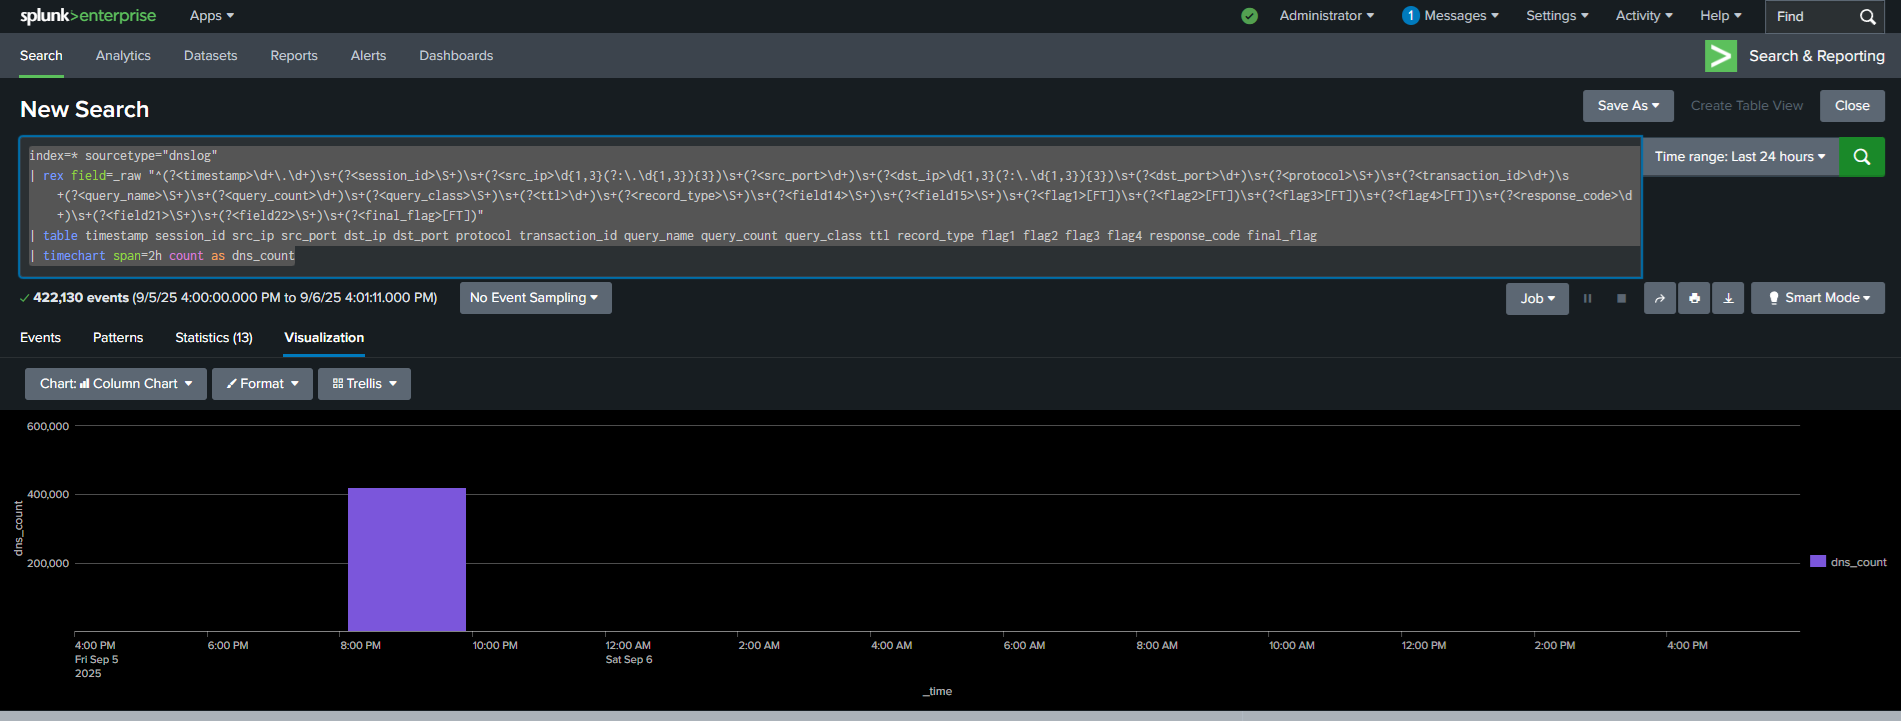 splunk>enterprise Apps Administrator 1 Messages Settings Activity Help Find
Search Analytics Datasets Reports Alerts Dashboards Search & Reporting
New Search Save As Create Table View Close
index=* sourcetype="dnslog"
| rex field=_raw "^(?<timestamp>\d+\.\d+)\s+(?<session_id>\S+)\s+(?<src_ip>\d{1,3}(?:\.\d{1,3}){3})\s+(?<src_port>\d+)\s+(?<dst_ip>\d{1,3}(?:\.\d{1,3}){3})\s+(?<dst_port>\d+)\s+(?<protocol>\S+)\s+(?<transaction_id>\d+)\s
+(?<query_name>\S+)\s+(?<query_count>\d+)\s+(?<query_class>\S+)\s+(?<ttl>\d+)\s+(?<record_type>\S+)\s+(?<field14>\S+)\s+(?<field15>\S+)\s+(?<flag1>[FT])\s+(?<flag2>[FT])\s+(?<flag3>[FT])\s+(?<flag4>[FT])\s+(?<response_code>\d
+)\s+(?<field21>\S+)\s+(?<field22>\S+)\s+(?<final_flag>[FT])"
| table timestamp session_id src_ip src_port dst_ip dst_port protocol transaction_id query_name query_count query_class ttl record_type flag1 flag2 flag3 flag4 response_code final_flag
| timechart span=2h count as dns_count
Time range: Last 24 hours
422,130 events (9/5/25 4:00:00.000 PM to 9/6/25 4:01:11.000 PM) No Event Sampling Job Smart Mode
Events Patterns Statistics (13) Visualization
Chart: Column Chart Format Trellis
600,000
400,000
200,000
dns_count
dns_count
4:00 PM 6:00 PM 8:00 PM 10:00 PM 12:00 AM 2:00 AM 4:00 AM 6:00 AM 8:00 AM 10:00 AM 12:00 PM 2:00 PM 4:00 PM
Fri Sep 5 Sat Sep 6
2025
_time